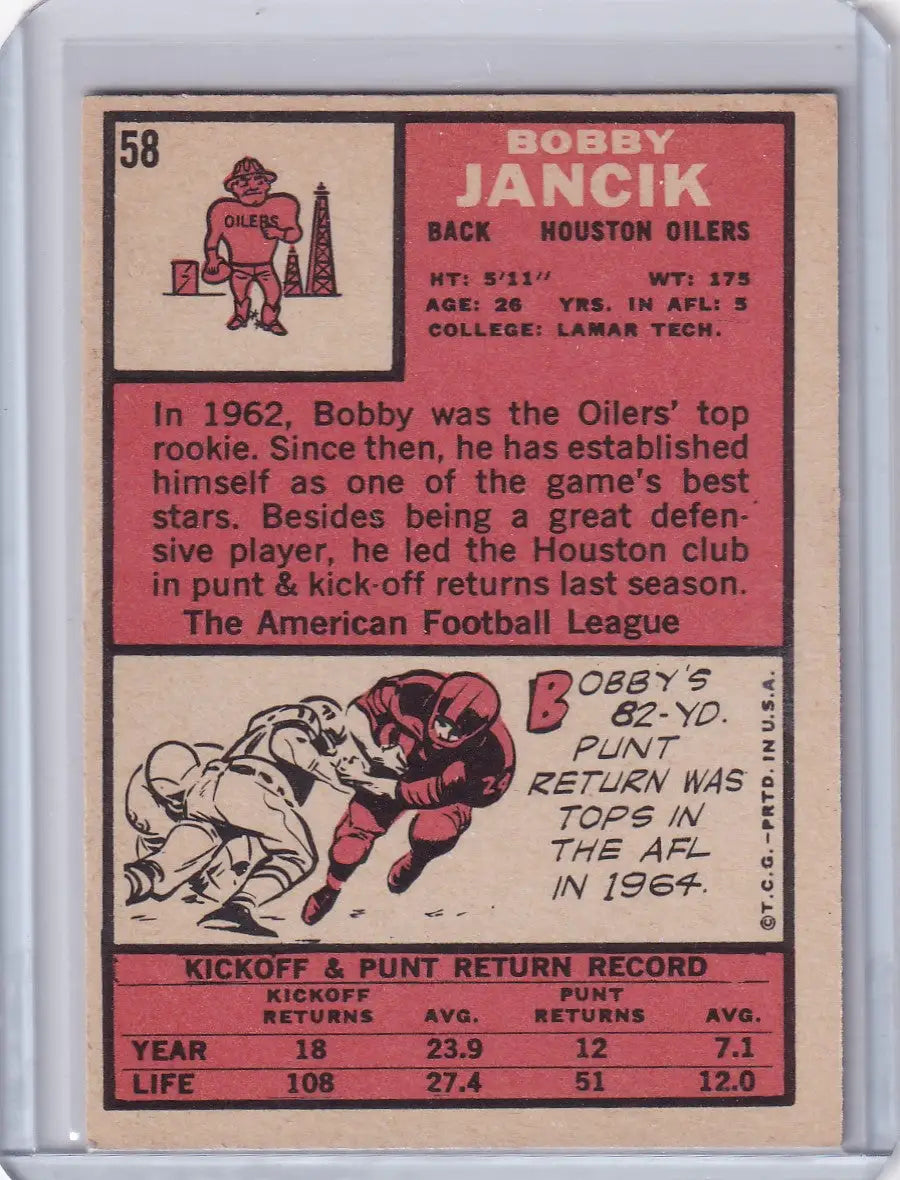 58
OILERS
BOBBY
JANCIK
BACK HOUSTON OILERS
HT: 5'11" WT: 175
AGE: 26 YRS. IN AFL: 5
COLLEGE: LAMAR TECH.
In 1962, Bobby was the Oilers' top
rookie. Since then, he has established
himself as one of the game's best
stars. Besides being a great defen-
sive player, he led the Houston club
in punt & kick-off returns last season.
The American Football League
24
BOBBY'S
82-YD.
PUNT
RETURN WAS
TOPS IN
THE AFL
IN 1964.
©T.C.G.—PRTD. IN U.S.A.
KICKOFF & PUNT RETURN RECORD
KICKOFF PUNT
RETURNS AVG. RETURNS AVG.
YEAR 18 23.9 12 7.1
LIFE 108 27.4 51 12.0